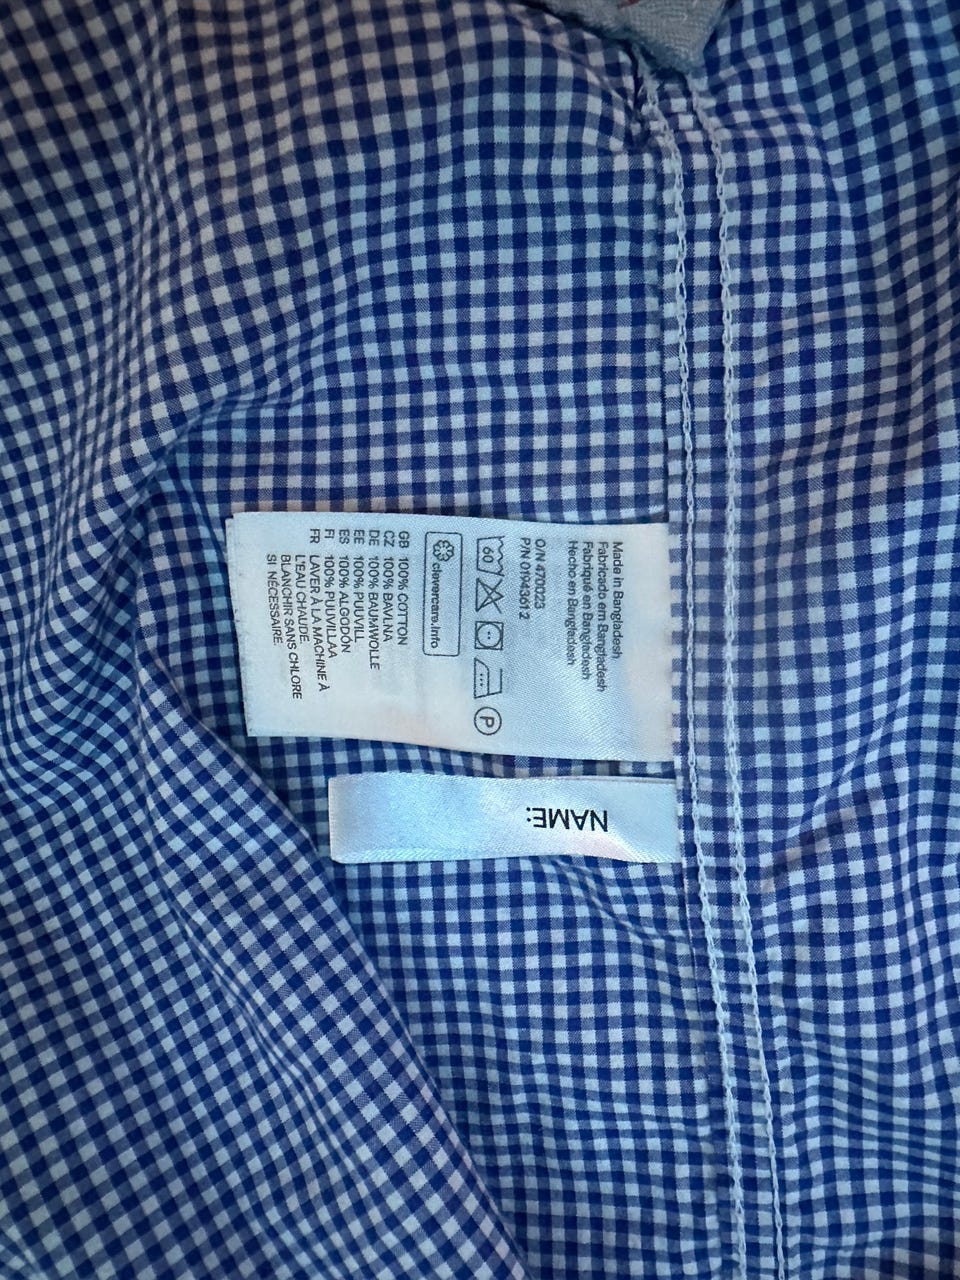 Made in Bangladesh
Fabricado em Bangladesh
Fabriqué en Bangladesh
Hecho en Bangladesh
O/N 470023
P/N 0194361 2
60
P
clevercare.info
GB 100% COTTON
CZ 100% BAVLNA
DE 100% BAUMWOLLE
EE 100% PUUVILL
ES 100% ALGODÓN
FI 100% PUUVILLAA
FR LAVER À LA MACHINE À
L'EAU CHAUDE.
BLANCHIR SANS CHLORE
SI NÉCESSAIRE.
NAME: